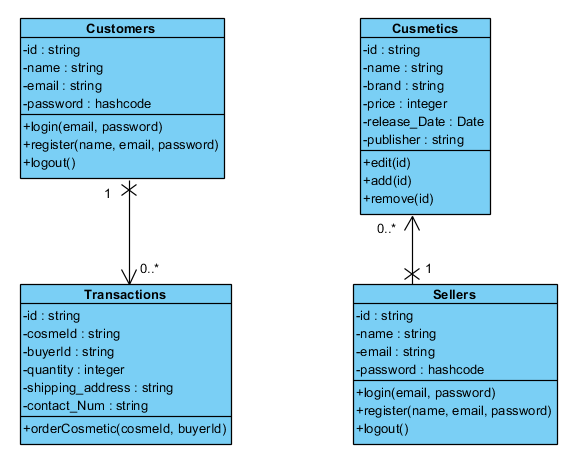 Customers
-id : string
-name : string
-email : string
-password : hashcode
+login(email, password)
+register(name, email, password)
+logout()
1
0..*
Transactions
-id : string
-cosmeId : string
-buyerId : string
-quantity : integer
-shipping_address : string
-contact_Num : string
+orderCosmetic(cosmeId, buyerId)
Cusmetics
-id : string
-name : string
-brand : string
-price : integer
-release_Date : Date
-publisher : string
+edit(id)
+add(id)
+remove(id)
0..*
1
Sellers
-id : string
-name : string
-email : string
-password : hashcode
+login(email, password)
+register(name, email, password)
+logout()